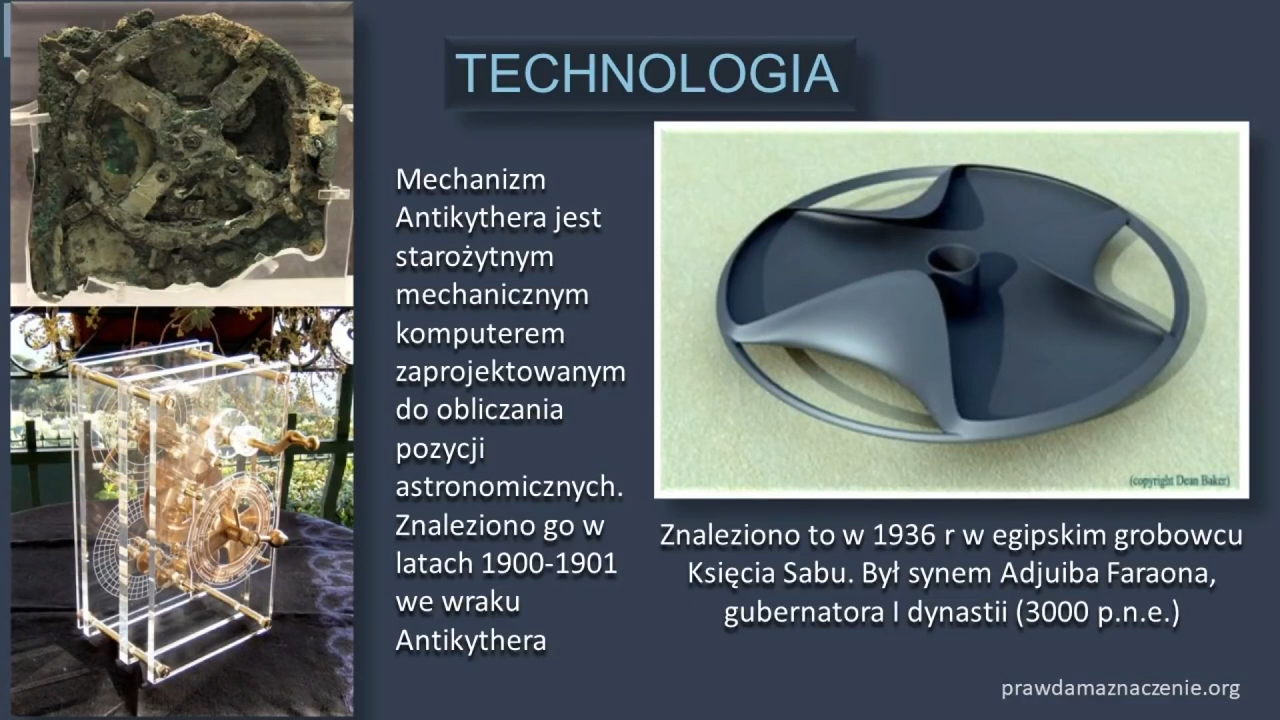 TECHNOLOGIA
Mechanizm
Antikythera jest
starożytnym
mechanicznym
komputerem
zaprojektowanym
do obliczania
pozycji
astronomicznych.
Znaleziono go w
latach 1900-1901
we wraku
Antikythera
(copyright Dean Baker)
Znaleziono to w 1936 r w egipskim grobowcu
Księcia Sabu. Był synem Adjuiba Faraona,
gubernatora I dynastii (3000 p.n.e.)
prawdamaznaczenie.org